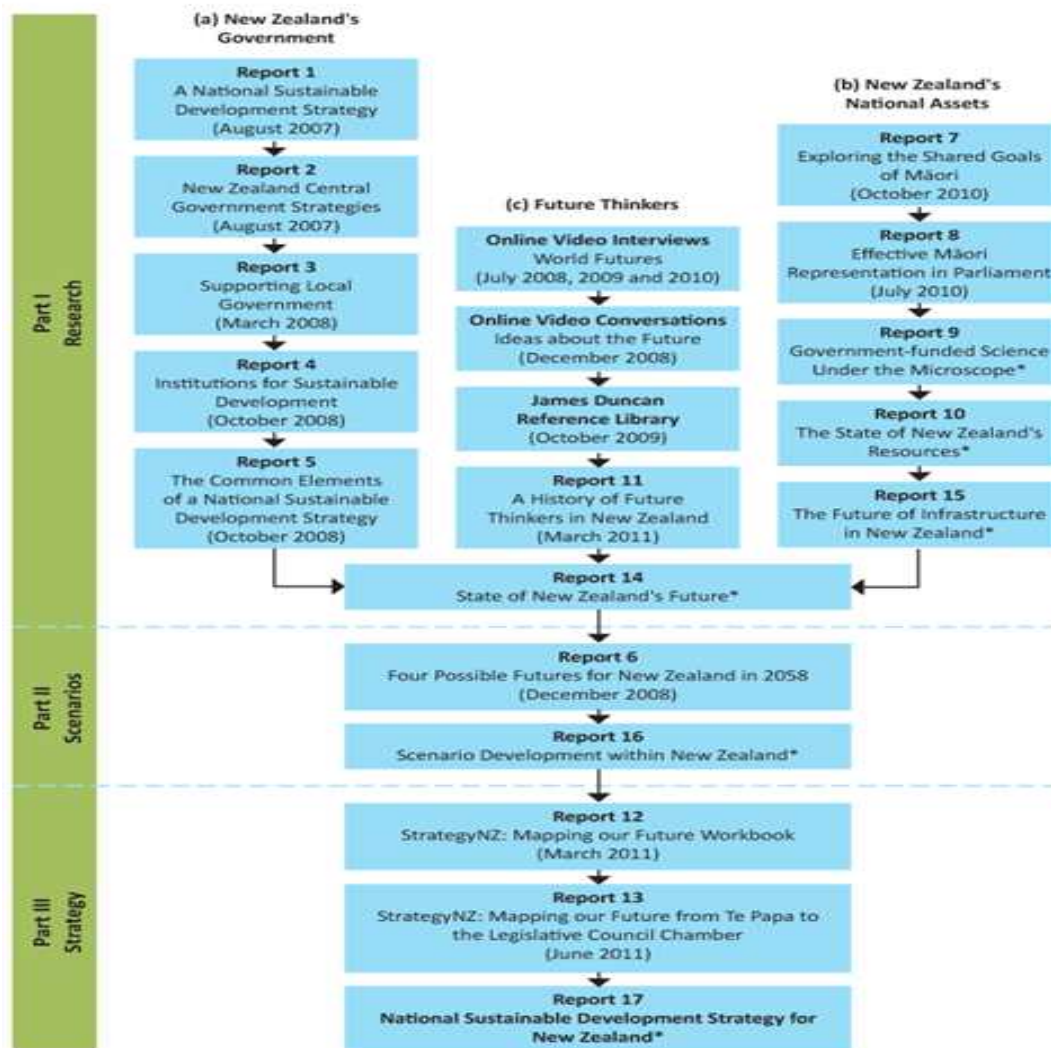 (a) New Zealand's
Government
Report 1
A National Sustainable
Development Strategy
(August 2007)
Report 2
New Zealand Central
Government Strategies
(August 2007)
Report 3
Supporting Local
Government
(March 2008)
Report 4
Institutions for Sustainable
Development
(October 2008)
Report 5
The Common Elements
of a National Sustainable
Development Strategy
(October 2008)
(c) Future Thinkers
Online Video Interviews
World Futures
(July 2008, 2009 and 2010)
Online Video Conversations
Ideas about the Future
(December 2008)
James Duncan
Reference Library
(October 2009)
Report 11
A History of Future
Thinkers in New Zealand
(March 2011)
(b) New Zealand's
National Assets
Report 7
Exploring the Shared Goals
of Māori
(October 2010)
Report 8
Effective Māori
Representation in Parliament
(July 2010)
Report 9
Government-funded Science
Under the Microscope*
Report 10
The State of New Zealand's
Resources*
Report 15
The Future of Infrastructure
in New Zealand*
Report 14
State of New Zealand's Future*
Part I
Research
Report 6
Four Possible Futures for New Zealand in 2058
(December 2008)
Report 16
Scenario Development within New Zealand*
Part II
Scenarios
Report 12
StrategyNZ: Mapping our Future Workbook
(March 2011)
Report 13
StrategyNZ: Mapping our Future from Te Papa to
the Legislative Council Chamber
(June 2011)
Report 17
National Sustainable Development Strategy for
New Zealand*
Part III
Strategy